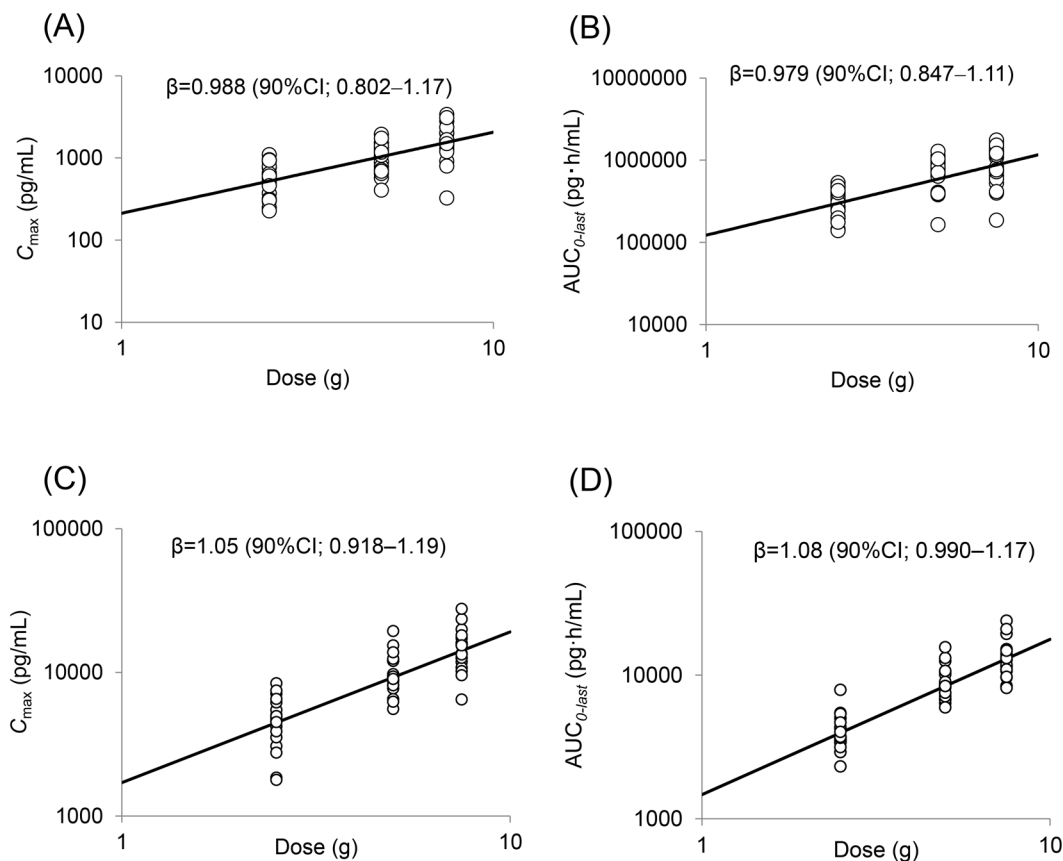 (A)
β=0.988 (90%CI; 0.802–1.17)
10000
1000
100
10
Cmax (pg/mL)
1
10
Dose (g)
(B)
β=0.979 (90%CI; 0.847–1.11)
10000000
1000000
100000
10000
AUC0-last (pg·h/mL)
1
10
Dose (g)
(C)
β=1.05 (90%CI; 0.918–1.19)
100000
10000
1000
Cmax (pg/mL)
1
10
Dose (g)
(D)
β=1.08 (90%CI; 0.990–1.17)
100000
10000
1000
AUC0-last (pg·h/mL)
1
10
Dose (g)